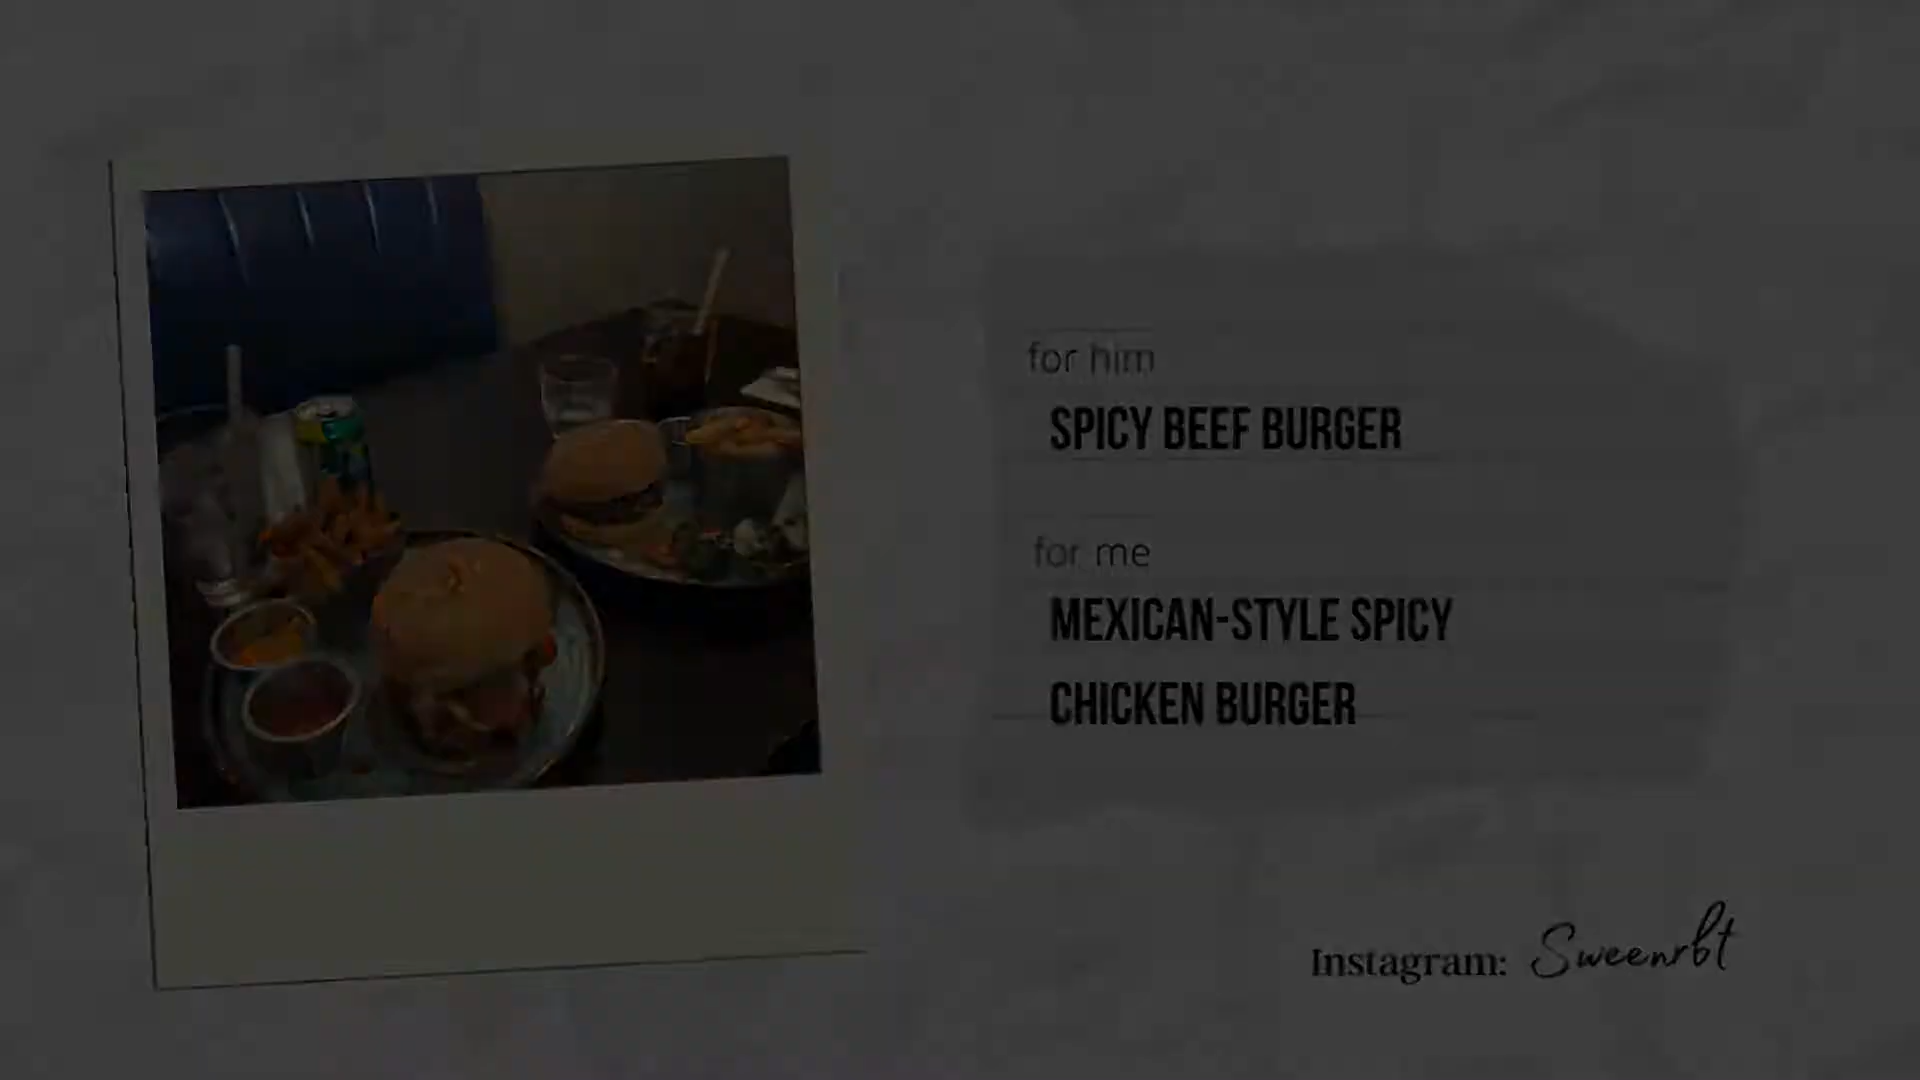 for him
SPICY BEEF BURGER
for me
MEXICAN-STYLE SPICY
CHICKEN BURGER
Instagram: Sweenrbt